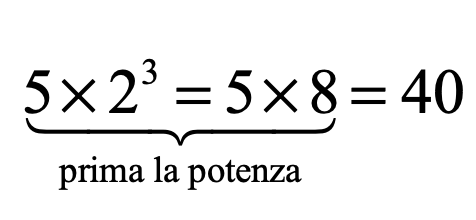 5×2³ = 5×8 = 40
prima la potenza